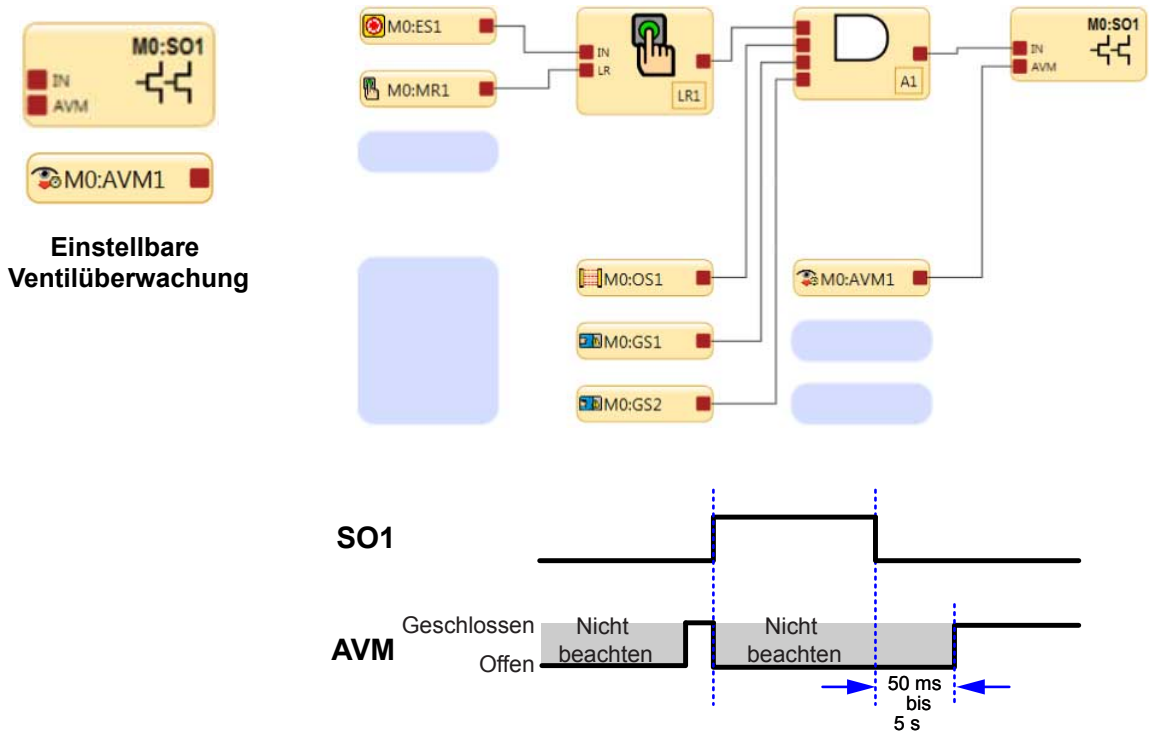 M0:SO1
IN
AVM
M0:AVM1
Einstellbare
Ventilüberwachung
M0:ES1
M0:MR1
IN
LR
LR1
A1
M0:SO1
IN
AVM
M0:OS1
M0:AVM1
M0:GS1
M0:GS2
SO1
AVM
Geschlossen
Offen
Nicht
beachten
Nicht
beachten
50 ms
bis
5 s